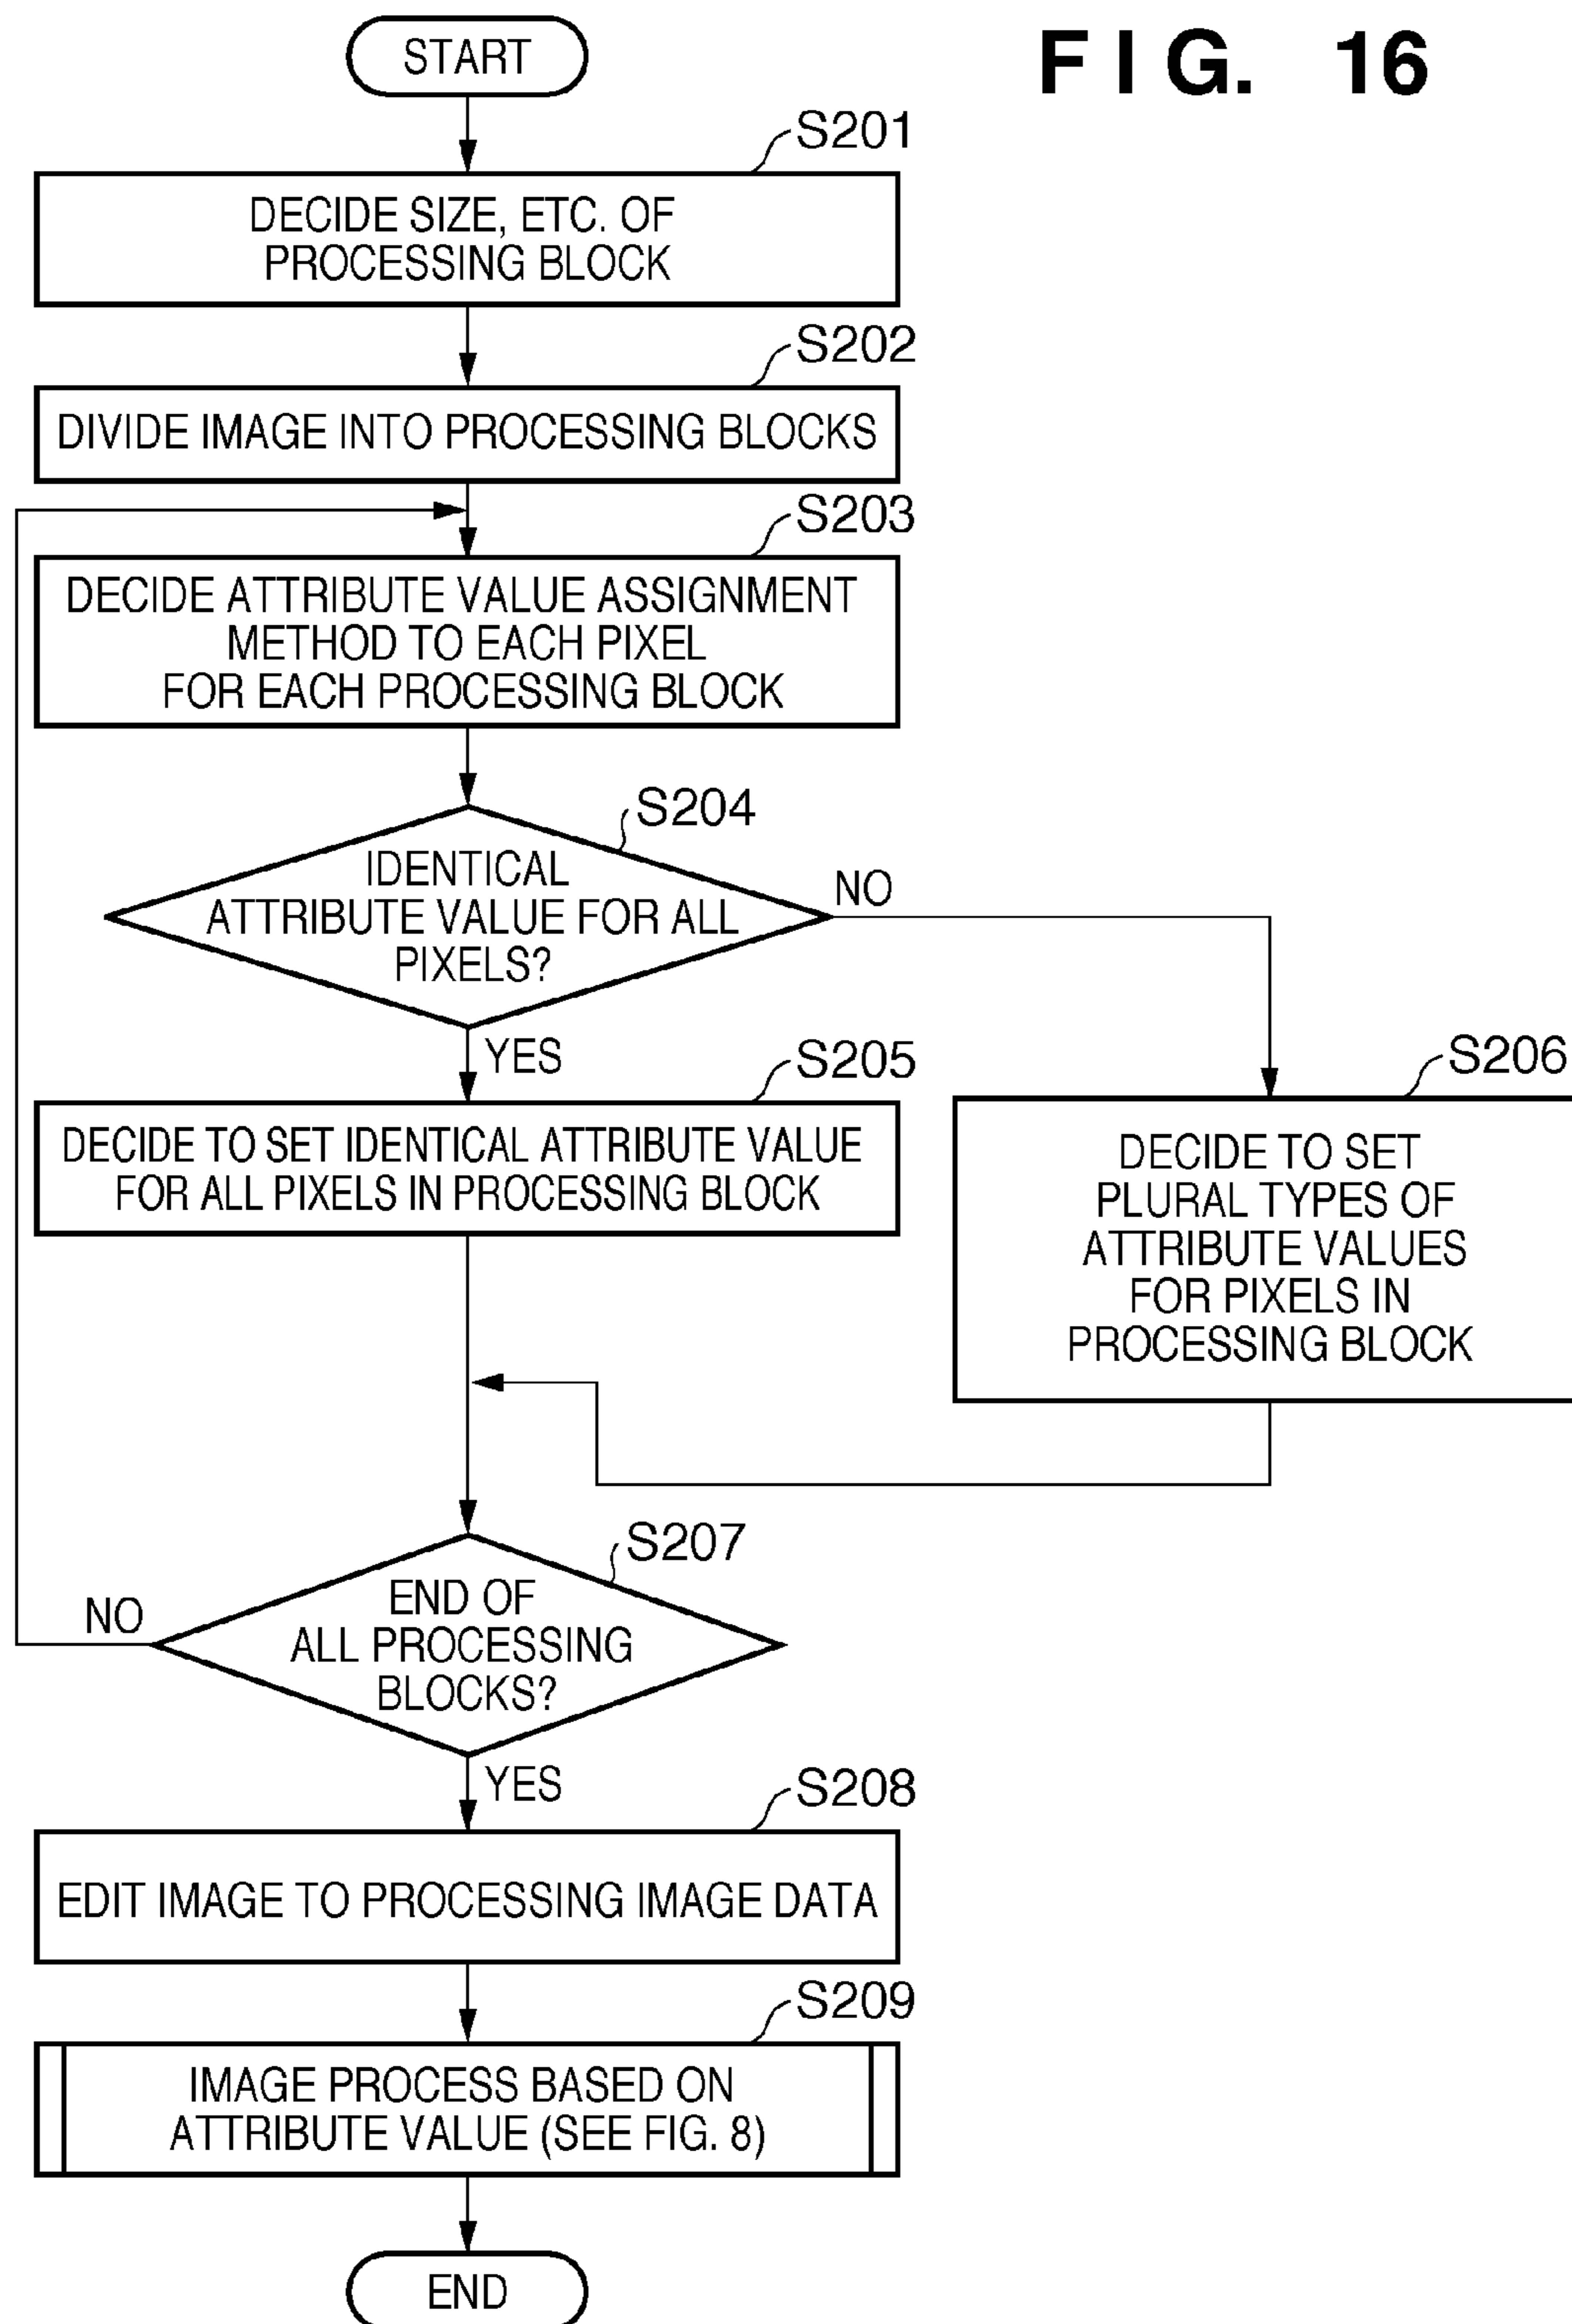 FIG. 16
START
S201
DECIDE SIZE, ETC. OF
PROCESSING BLOCK
S202
DIVIDE IMAGE INTO PROCESSING BLOCKS
S203
DECIDE ATTRIBUTE VALUE ASSIGNMENT
METHOD TO EACH PIXEL
FOR EACH PROCESSING BLOCK
S204
IDENTICAL
ATTRIBUTE VALUE FOR ALL
PIXELS?
NO
YES
S205
DECIDE TO SET IDENTICAL ATTRIBUTE VALUE
FOR ALL PIXELS IN PROCESSING BLOCK
S206
DECIDE TO SET
PLURAL TYPES OF
ATTRIBUTE VALUES
FOR PIXELS IN
PROCESSING BLOCK
S207
END OF
ALL PROCESSING
BLOCKS?
NO
YES
S208
EDIT IMAGE TO PROCESSING IMAGE DATA
S209
IMAGE PROCESS BASED ON
ATTRIBUTE VALUE (SEE FIG. 8)
END